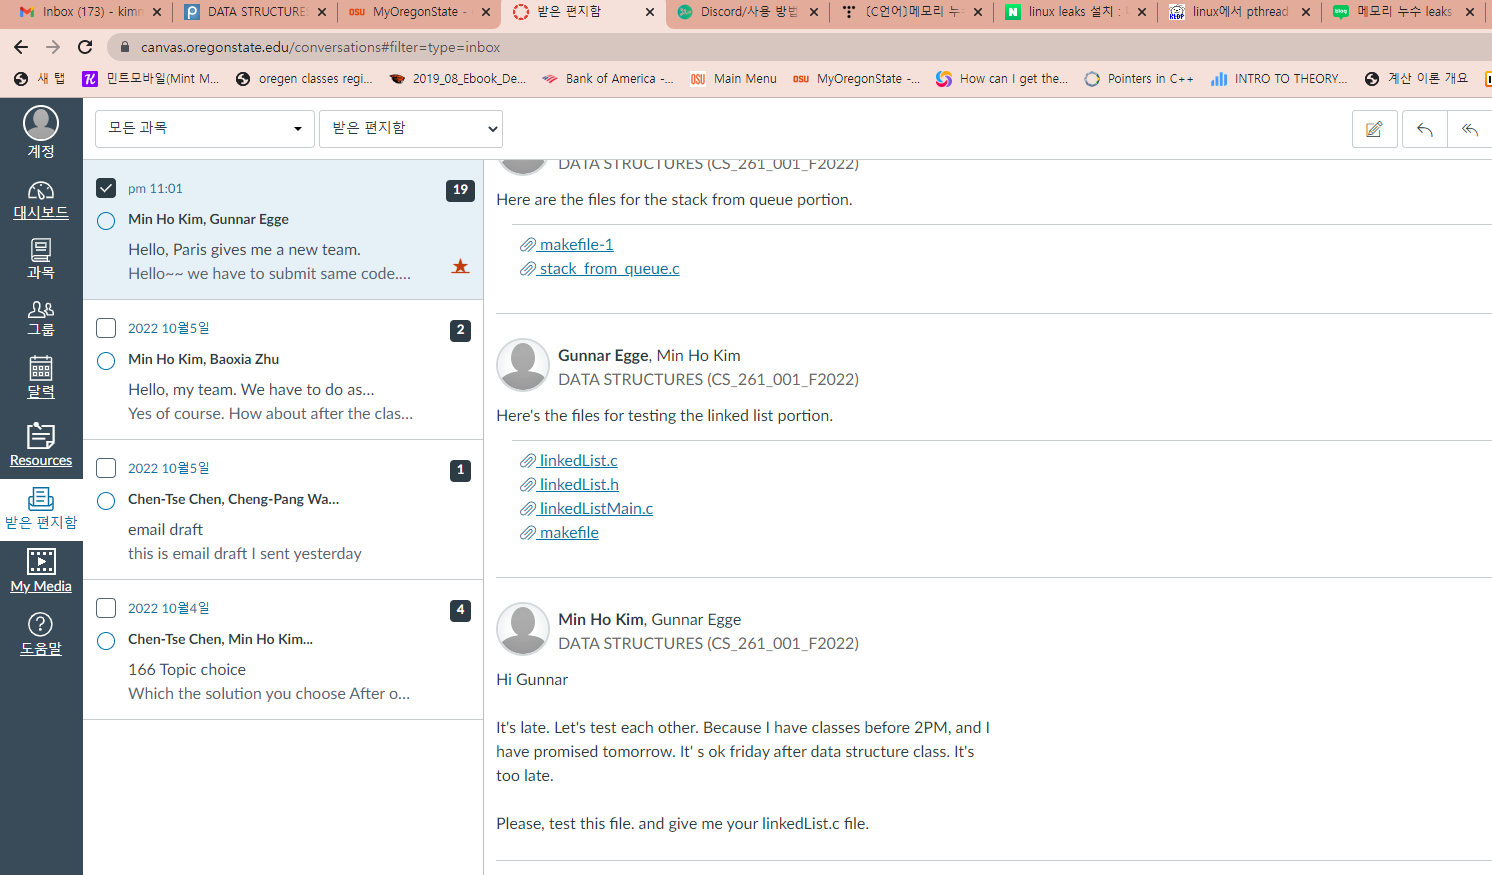 Inbox (173) - kimm
DATA STRUCTURES
OSU MyOregonState -
받은 편지함
Discord/사용 방법
[C언어]메모리 누수
linux leaks 설치 :
linux에서 pthread
메모리 누수 leaks
canvas.oregonstate.edu/conversations#filter=type=inbox
새 탭
민트모바일(Mint M...
oregen classes regi...
2019_08_Ebook_De...
Bank of America -...
OSU Main Menu
OSU MyOregonState -...
How can I get the...
Pointers in C++
INTRO TO THEORY...
계산 이론 개요
계정
대시보드
과목
그룹
달력
Resources
받은 편지함
My Media
도움말
모든 과목
받은 편지함
pm 11:01
19
Min Ho Kim, Gunnar Egge
Hello, Paris gives me a new team.
Hello~~ we have to submit same code....
2022 10월5일
2
Min Ho Kim, Baoxia Zhu
Hello, my team. We have to do as...
Yes of course. How about after the clas...
2022 10월5일
1
Chen-Tse Chen, Cheng-Pang Wa...
email draft
this is email draft I sent yesterday
2022 10월4일
4
Chen-Tse Chen, Min Ho Kim...
166 Topic choice
Which the solution you choose After o...
DATA STRUCTURES (CS_261_001_F2022)
Here are the files for the stack from queue portion.
makefile-1
stack_from_queue.c
Gunnar Egge, Min Ho Kim
DATA STRUCTURES (CS_261_001_F2022)
Here's the files for testing the linked list portion.
linkedList.c
linkedList.h
linkedListMain.c
makefile
Min Ho Kim, Gunnar Egge
DATA STRUCTURES (CS_261_001_F2022)
Hi Gunnar
It's late. Let's test each other. Because I have classes before 2PM, and I
have promised tomorrow. It' s ok friday after data structure class. It's
too late.
Please, test this file. and give me your linkedList.c file.